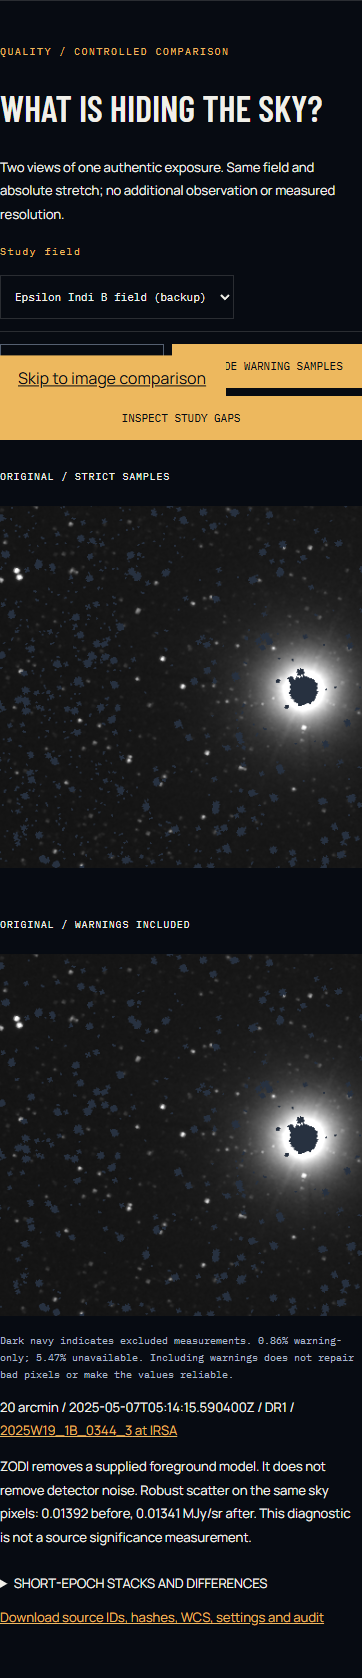 QUALITY / CONTROLLED COMPARISON
WHAT IS HIDING THE SKY?
Two views of one authentic exposure. Same field and
absolute stretch; no additional observation or measured
resolution.
Study field
Epsilon Indi B field (backup)
WARNING SAMPLES
Skip to image comparison
INSPECT STUDY GAPS
ORIGINAL / STRICT SAMPLES
ORIGINAL / WARNINGS INCLUDED
Dark navy indicates excluded measurements. 0.86% warning-
only; 5.47% unavailable. Including warnings does not repair
bad pixels or make the values reliable.
20 arcmin / 2025-05-07T05:14:15.590400Z / DR1 /
2025W19_1B_0344_3 at IRSA
ZODI removes a supplied foreground model. It does not
remove detector noise. Robust scatter on the same sky
pixels: 0.01392 before, 0.01341 MJy/sr after. This diagnostic
is not a source significance measurement.
SHORT-EPOCH STACKS AND DIFFERENCES
Download source IDs, hashes, WCS, settings and audit